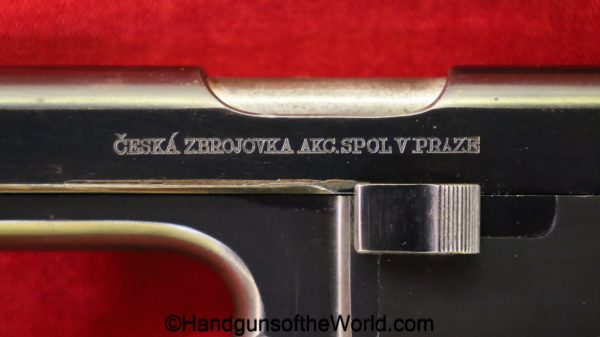 ČESKÁ ZBROJOVKA AKC. SPOL V PRAZE
©HandgunsoftheWorld.com